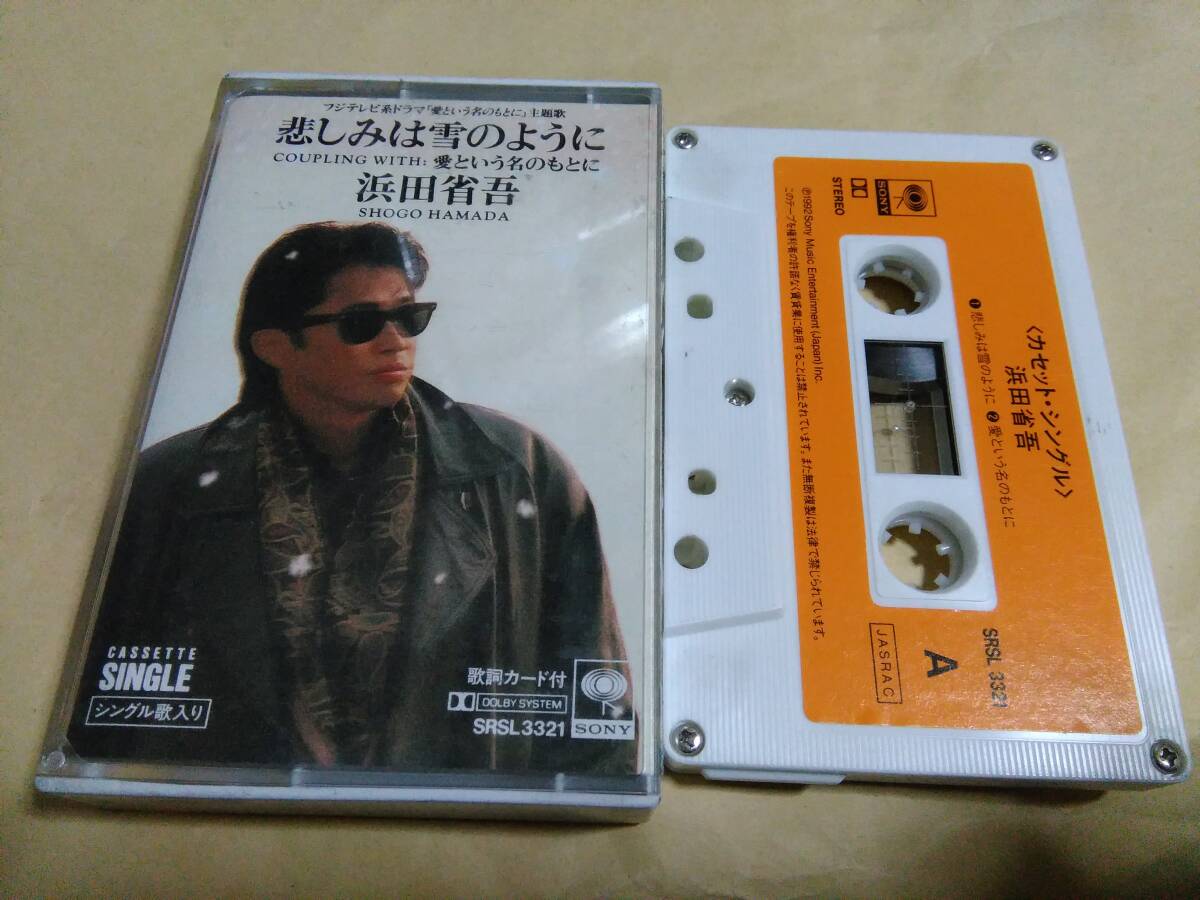 フジテレビ系ドラマ「愛という名のもとに」主題歌
悲しみは雪のように
COUPLING WITH: 愛という名のもとに
浜田省吾
SHOGO HAMADA
CASSETTE
SINGLE
シングル歌入り
歌詞カード付
DOLBY SYSTEM
SRSL3321
SONY
〈カセット・シングル〉
浜田省吾
❶悲しみは雪のように ❷愛という名のもとに
SONY
STEREO
SRSL 3321
A
JASRAC
Ⓟ1992 Sony Music Entertainment (Japan) Inc.
このテープを権利者の許諾なく賃貸業に使用することは禁止されています。また無断複製は法律で禁じられています。